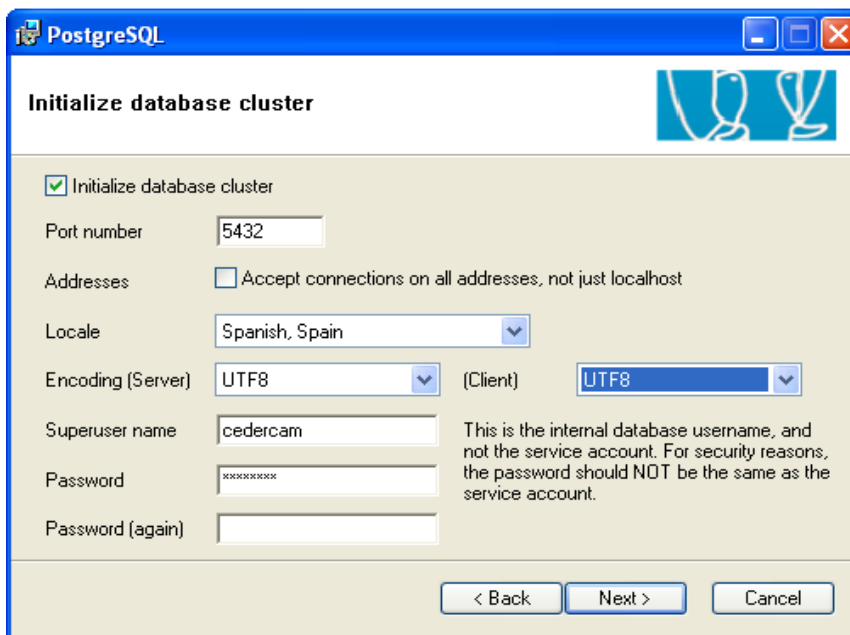 PostgreSQL
Initialize database cluster
Initialize database cluster
Port number 5432
Addresses Accept connections on all addresses, not just localhost
Locale Spanish, Spain
Encoding (Server) UTF8 (Client) UTF8
Superuser name cedercam
This is the internal database username, and
not the service account. For security reasons,
the password should NOT be the same as the
service account.
Password xxxxxxxx
Password (again)
< Back Next > Cancel